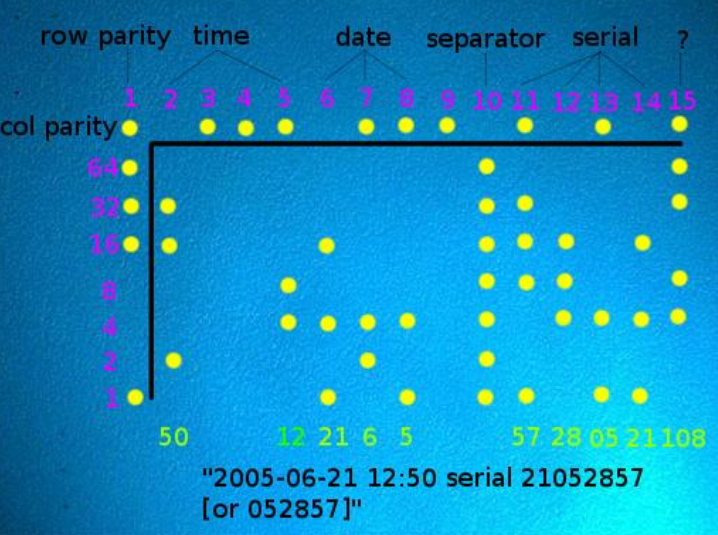 row parity time date separator serial ?
1 2 3 4 5 6 7 8 9 10 11 12 13 14 15
col parity
64
32
16
8
4
2
1
50 12 21 6 5 57 28 05 21 108
"2005-06-21 12:50 serial 21052857
[or 052857]"